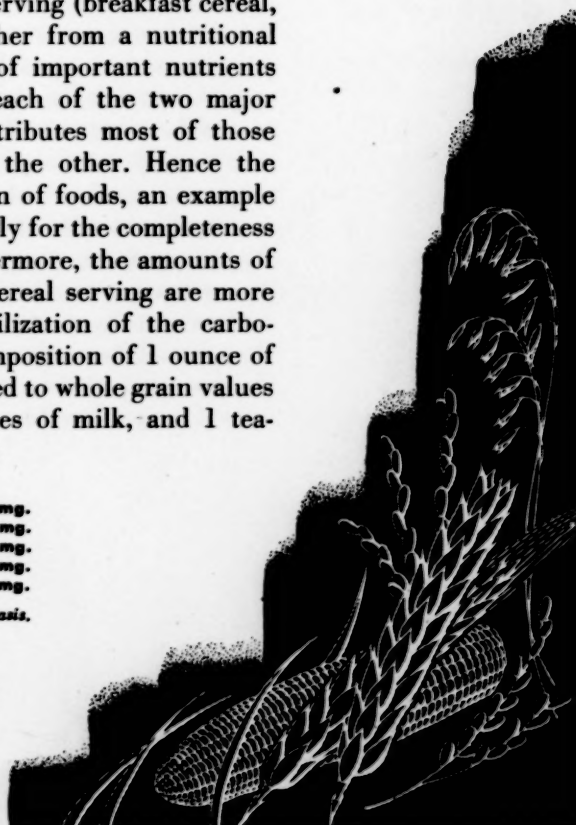 erving (breakfast cereal,
her from a nutritional
of important nutrients
each of the two major
tributes most of those
the other. Hence the
n of foods, an example
ly for the completeness
ermore, the amounts of
ereal serving are more
ilization of the carbo-
nposition of 1 ounce of
ed to whole grain values
es of milk, and 1 tea-
mg.
mg.
mg.
mg.
mg.
asis.